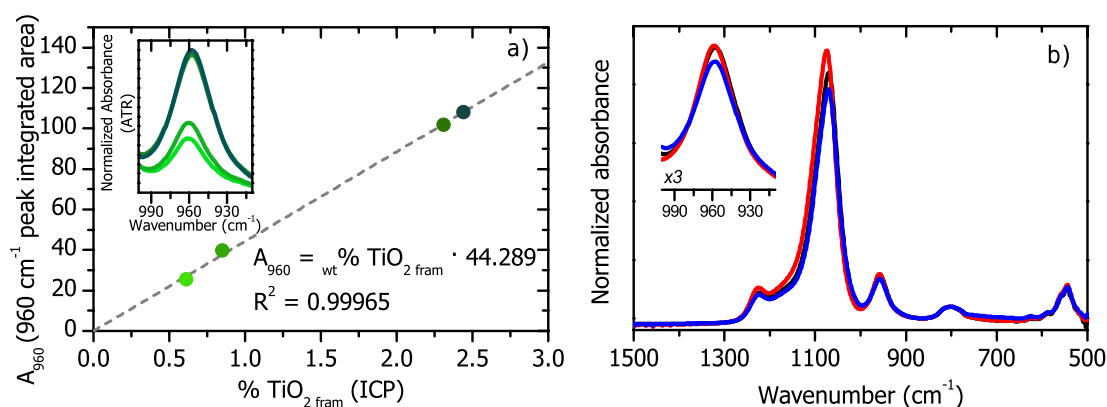 a)
A960 (960 cm-1 peak integrated area)
140
120
100
80
60
40
20
0
0.0 0.5 1.0 1.5 2.0 2.5 3.0
% TiO2 fram (ICP)
Normalized Absorbance
(ATR)
990 960 930
Wavenumber (cm-1)
A960 = wt% TiO2 fram · 44.289
R2 = 0.99965
b)
Normalized absorbance
x3
990 960 930
1500 1300 1100 900 700 500
Wavenumber (cm-1)